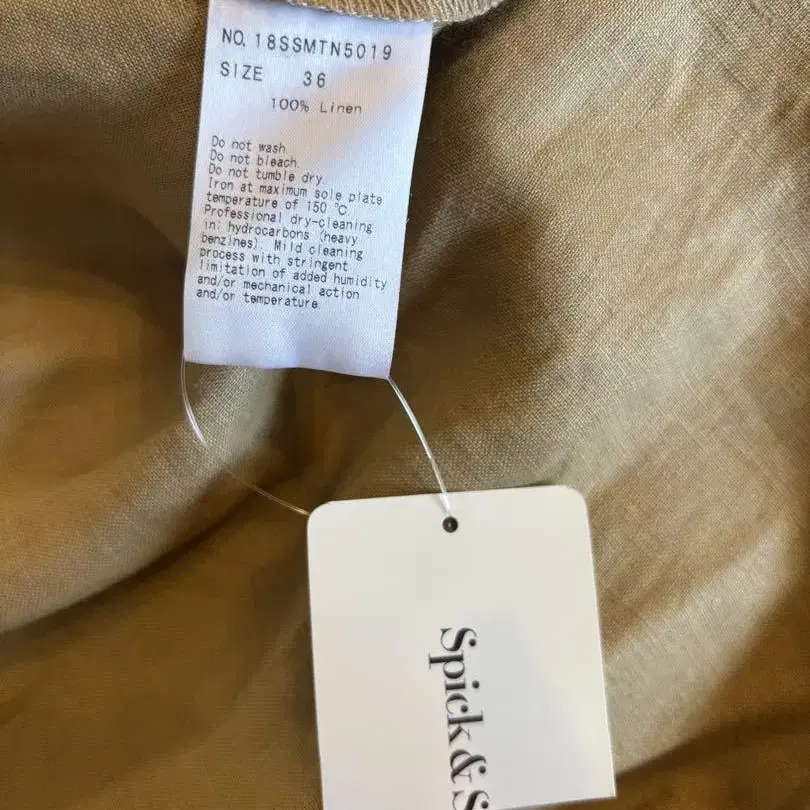 NO. 18SSMTN5019
SIZE 36
100% Linen
Do not wash.
Do not bleach.
Do not tumble dry.
Iron at maximum sole plate
temperature of 150 °C.
Professional dry-cleaning
in: hydrocarbons (heavy
benzines). Mild cleaning
process with stringent
limitation of added humidity
and/or mechanical action
and/or temperature.
Spick & S